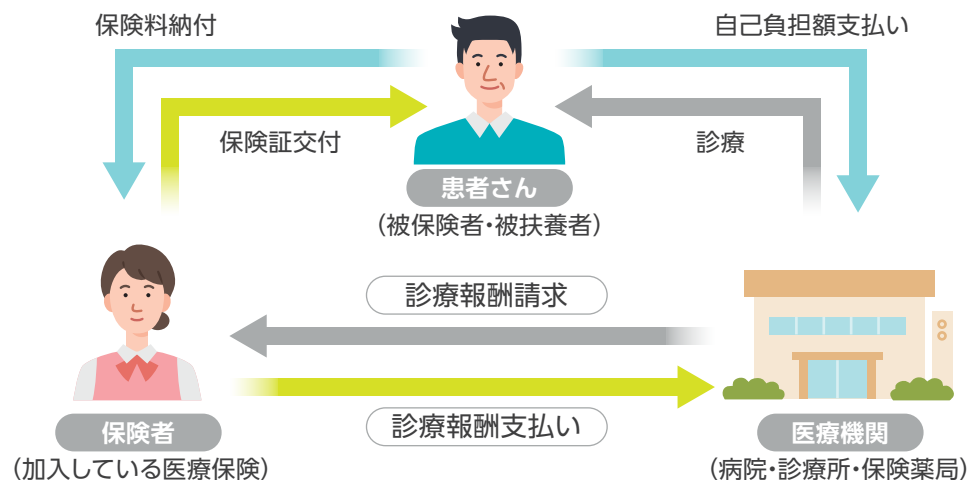 保険料納付
自己負担額支払い
保険証交付
診療
患者さん
(被保険者・被扶養者)
診療報酬請求
診療報酬支払い
保険者
(加入している医療保険)
医療機関
(病院・診療所・保険薬局)